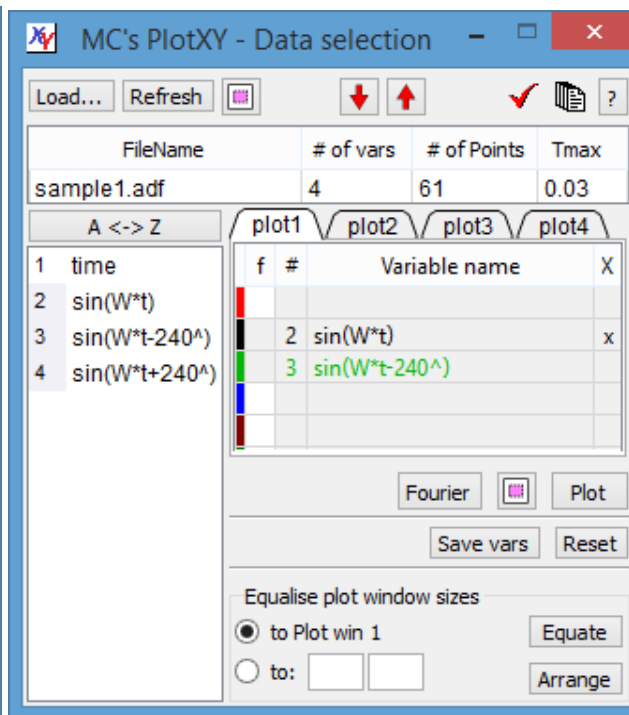 MC's PlotXY - Data selection
Load... Refresh ?
FileName # of vars # of Points Tmax
sample1.adf 4 61 0.03
A <-> Z plot1 plot2 plot3 plot4
1 time
2 sin(W*t)
3 sin(W*t-240^)
4 sin(W*t+240^)
f # Variable name X
2 sin(W*t) x
3 sin(W*t-240^)
Fourier Plot
Save vars Reset
Equalise plot window sizes
to Plot win 1 Equate
to: Arrange